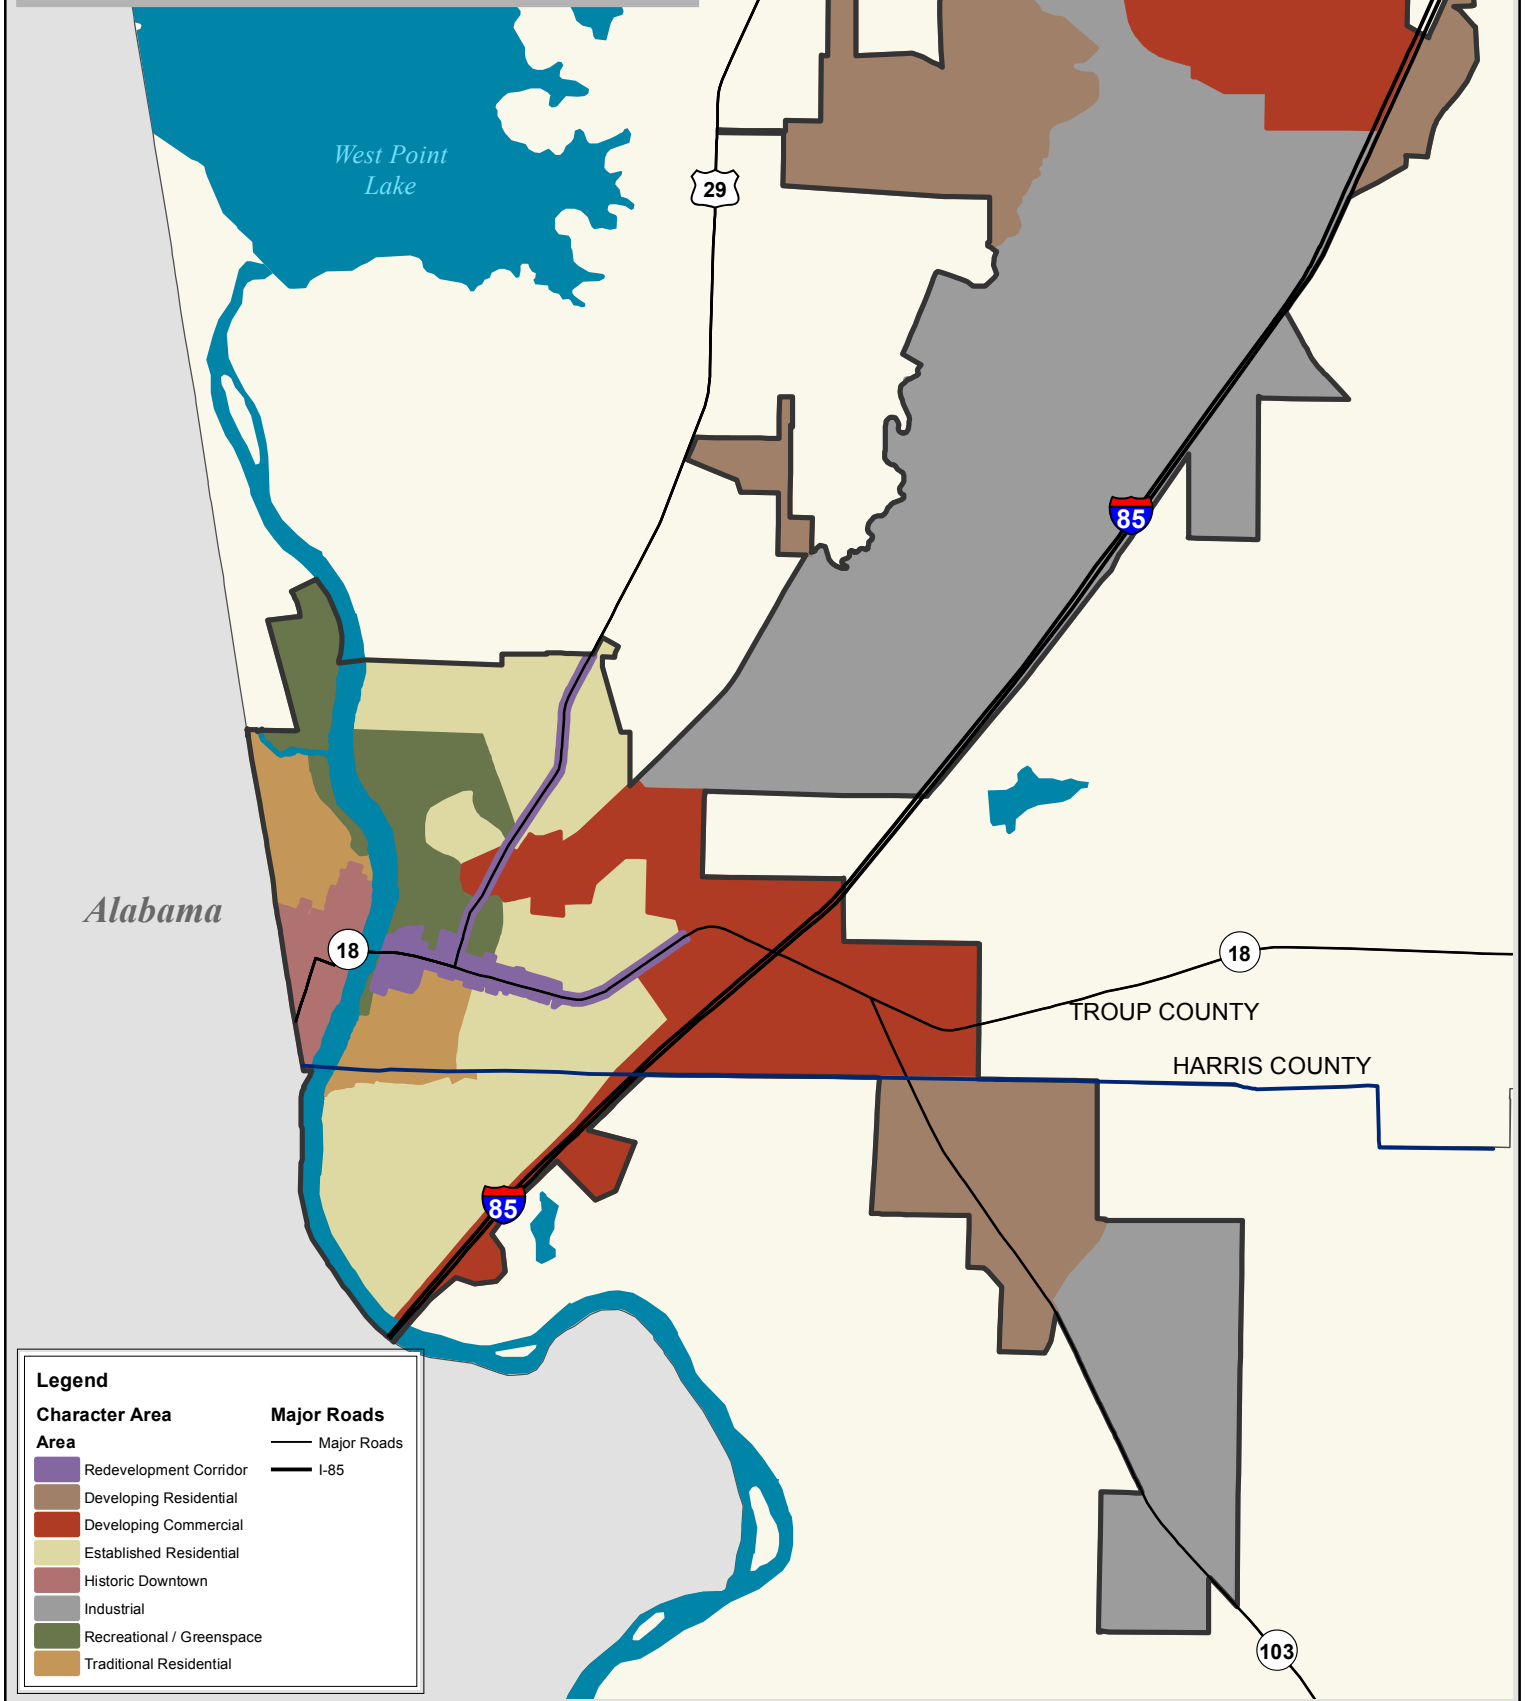 West Point
Lake
29
85
Alabama
18
18
TROUP COUNTY
HARRIS COUNTY
85
Legend
Character Area
Major Roads
Area
Major Roads
Redevelopment Corridor
I-85
Developing Residential
Developing Commercial
Established Residential
Historic Downtown
Industrial
Recreational / Greenspace
Traditional Residential
103